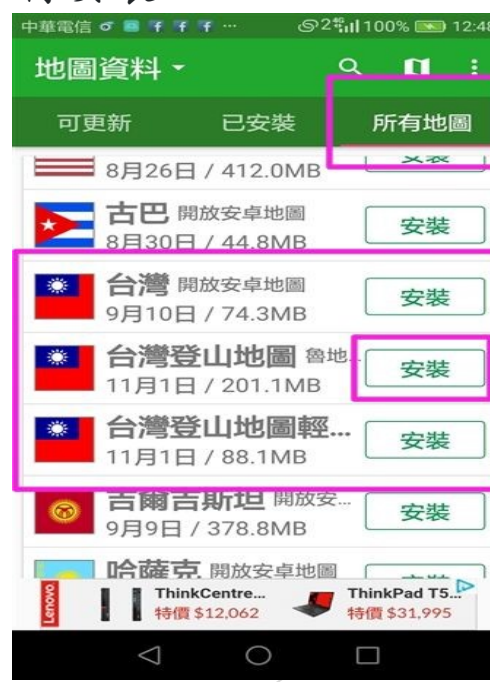 中華電信 ... 100% 12:48
地圖資料
可更新 已安裝 所有地圖
8月26日 / 412.0MB 安裝
古巴 開放安卓地圖
8月30日 / 44.8MB 安裝
台灣 開放安卓地圖
9月10日 / 74.3MB 安裝
台灣登山地圖 魯地...
11月1日 / 201.1MB 安裝
台灣登山地圖輕...
11月1日 / 88.1MB 安裝
吉爾吉斯坦 開放安...
9月9日 / 378.8MB 安裝
哈薩克 開放安卓地圖
Lenovo
ThinkCentre... ThinkPad T5...
特價 $12,062 特價 $31,995